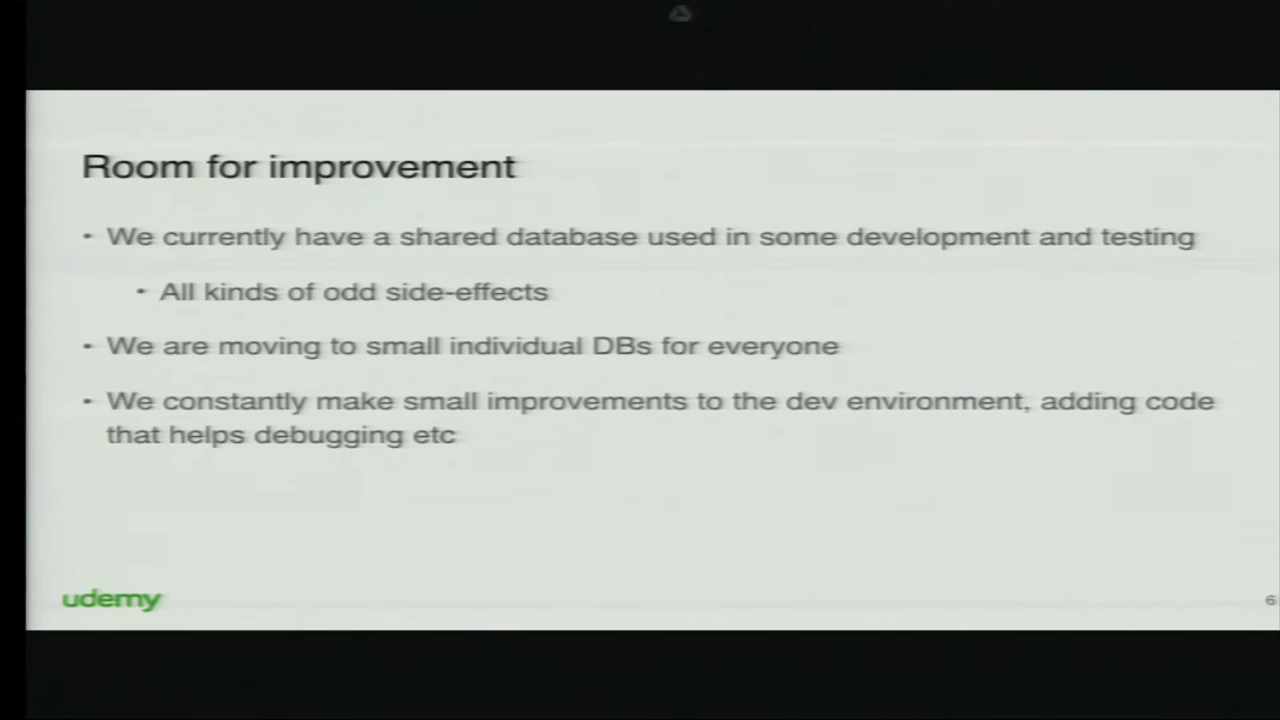 Room for improvement
• We currently have a shared database used in some development and testing
• All kinds of odd side-effects
• We are moving to small individual DBs for everyone
• We constantly make small improvements to the dev environment, adding code
that helps debugging etc
udemy
6